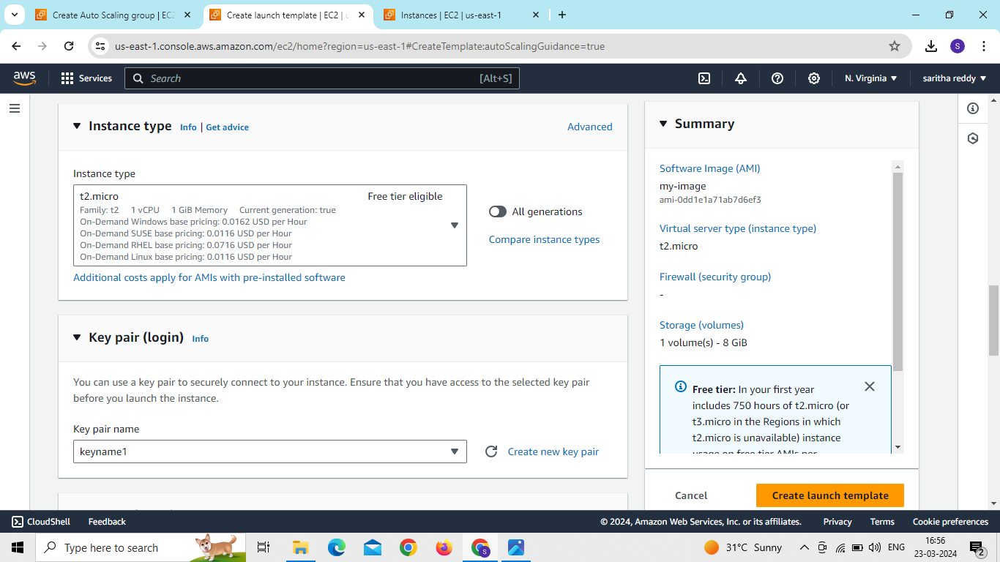 Create Auto Scaling group | EC2
Create launch template | EC2 | u
Instances | EC2 | us-east-1
us-east-1.console.aws.amazon.com/ec2/home?region=us-east-1#CreateTemplate:autoScalingGuidance=true
S
aws
Services
Search
[Alt+S]
N. Virginia
saritha reddy
Instance type
Info | Get advice
Advanced
Instance type
t2.micro
Free tier eligible
Family: t2 1 vCPU 1 GiB Memory Current generation: true
On-Demand Windows base pricing: 0.0162 USD per Hour
On-Demand SUSE base pricing: 0.0116 USD per Hour
On-Demand RHEL base pricing: 0.0716 USD per Hour
On-Demand Linux base pricing: 0.0116 USD per Hour
All generations
Compare instance types
Additional costs apply for AMIs with pre-installed software
Key pair (login)
Info
You can use a key pair to securely connect to your instance. Ensure that you have access to the selected key pair
before you launch the instance.
Key pair name
keyname1
Create new key pair
Summary
Software Image (AMI)
my-image
ami-0dd1e1a71ab7d6ef3
Virtual server type (instance type)
t2.micro
Firewall (security group)
-
Storage (volumes)
1 volume(s) - 8 GiB
Free tier: In your first year
includes 750 hours of t2.micro (or
t3.micro in the Regions in which
t2.micro is unavailable) instance
usage on free tier AMIs per
Cancel
Create launch template
CloudShell
Feedback
© 2024, Amazon Web Services, Inc. or its affiliates.
Privacy
Terms
Cookie preferences
Type here to search
S
31°C Sunny
ENG
16:56
23-03-2024
2